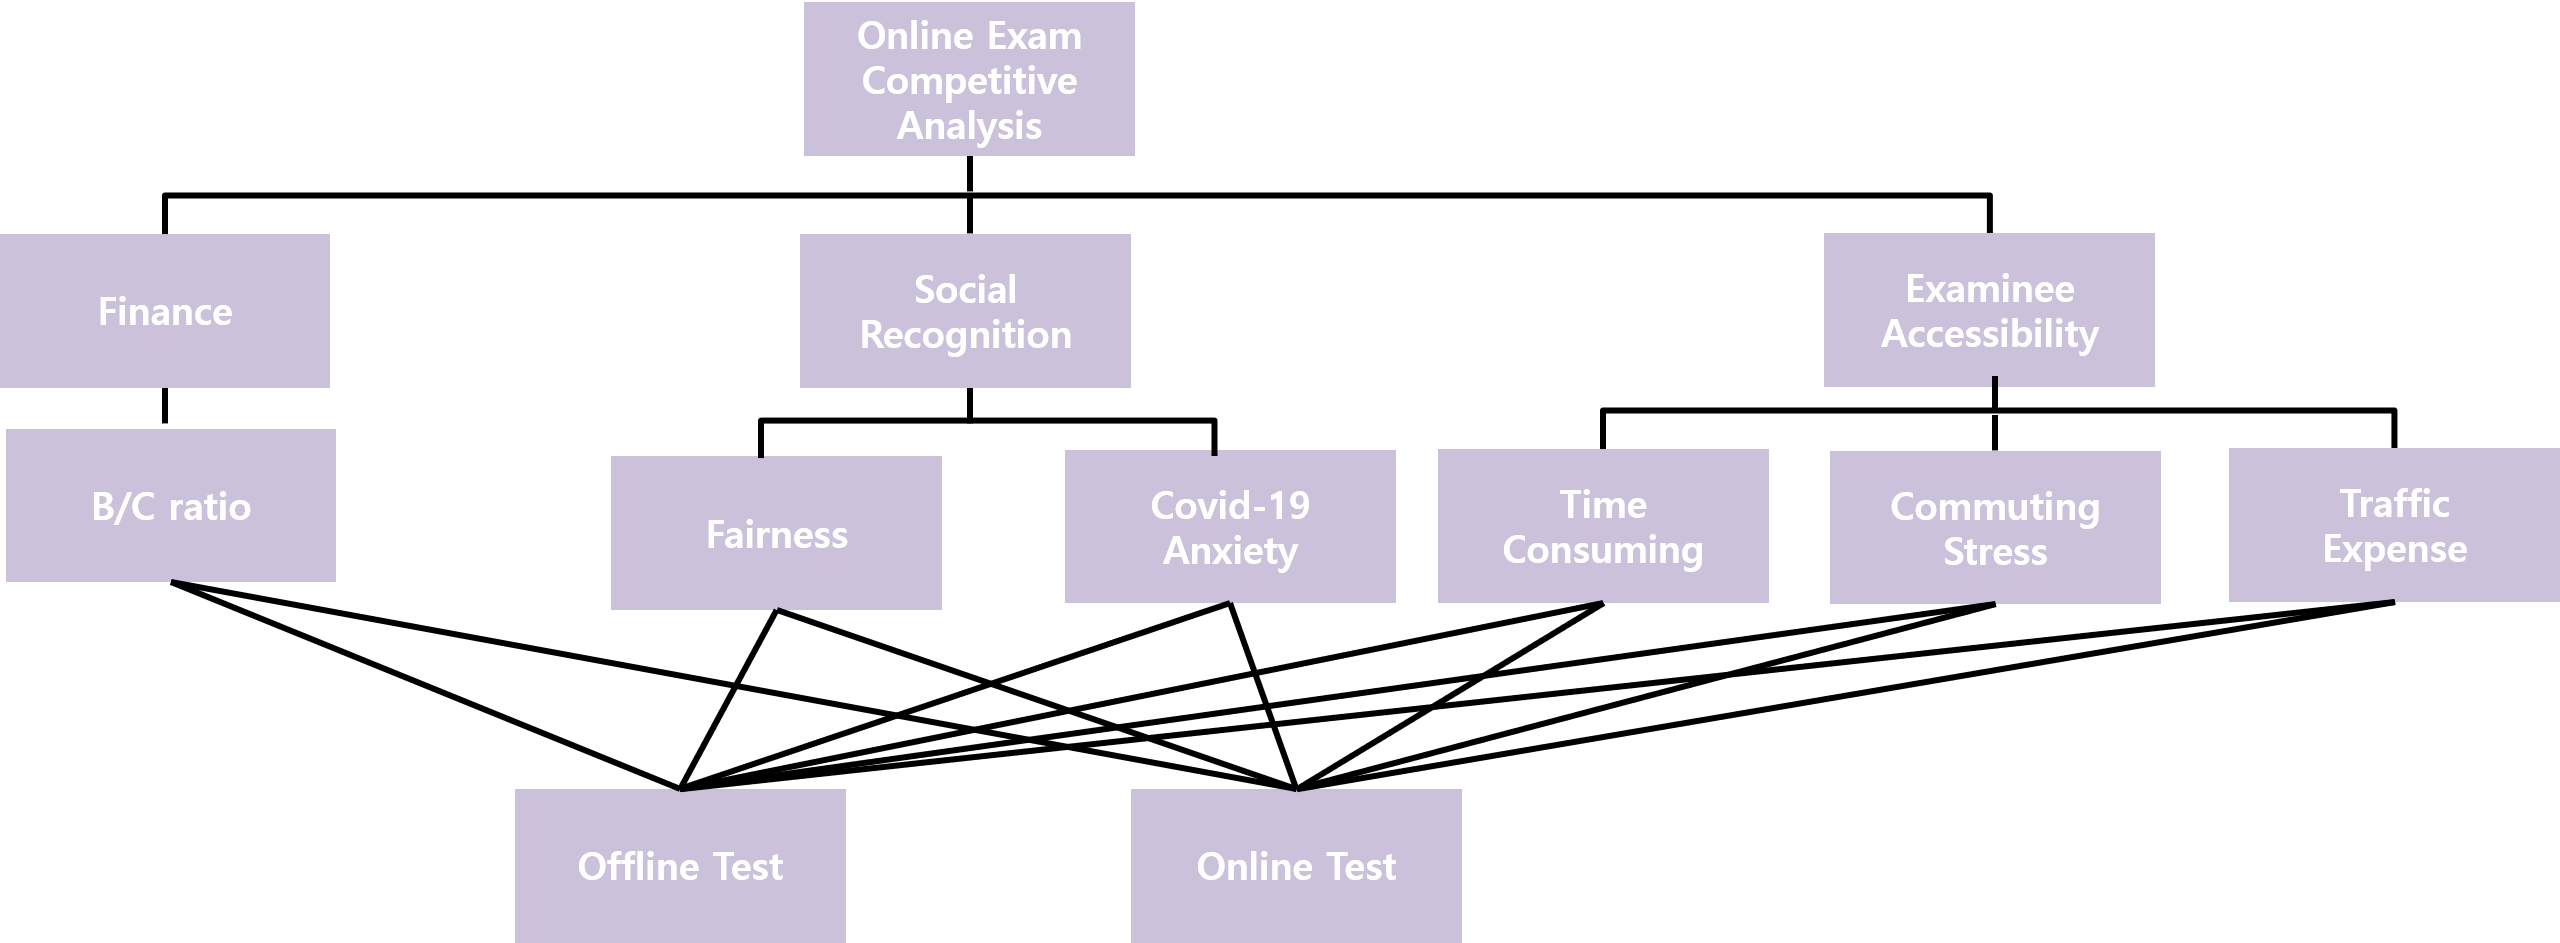 Online Exam
Competitive
Analysis
Finance
Social
Recognition
Examinee
Accessibility
B/C ratio
Fairness
Covid-19
Anxiety
Time
Consuming
Commuting
Stress
Traffic
Expense
Offline Test
Online Test